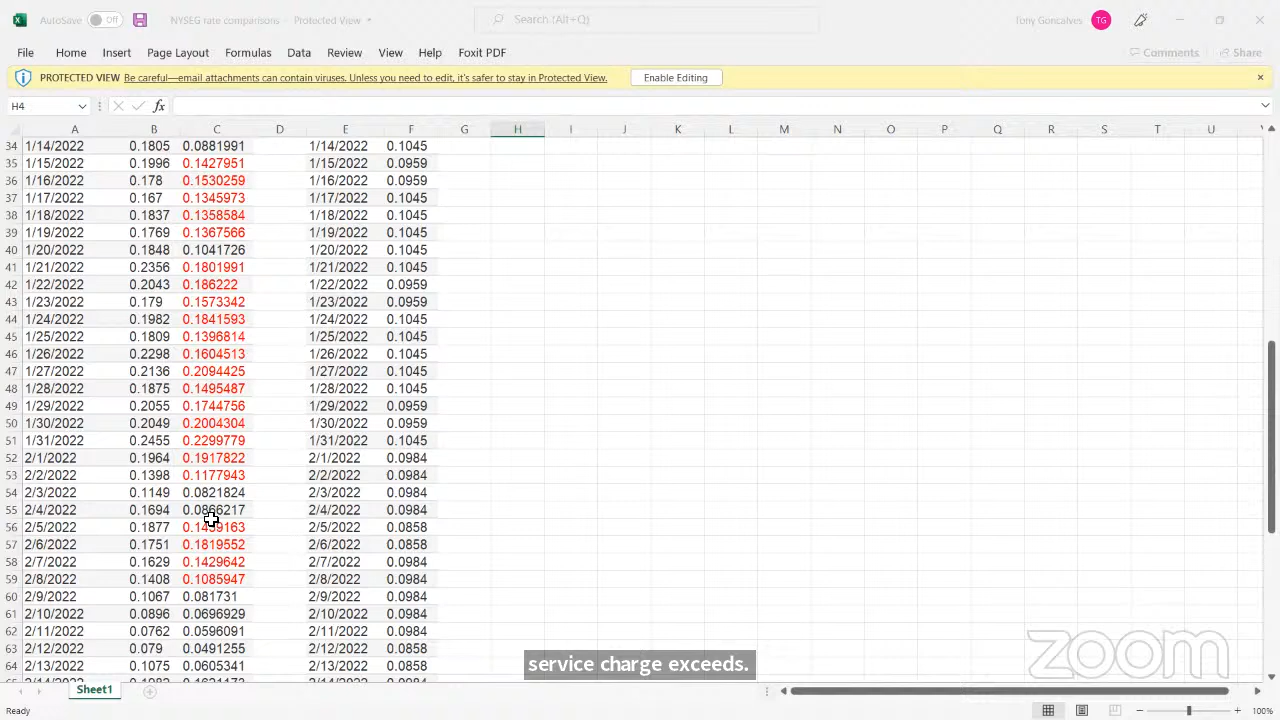 AutoSave Off NYSEG rate comparisons - Protected View Search (Alt+Q) Tony Goncalves TG
File Home Insert Page Layout Formulas Data Review View Help Foxit PDF Comments Share
PROTECTED VIEW Be careful—email attachments can contain viruses. Unless you need to edit, it's safer to stay in Protected View. Enable Editing
H4 fx
A B C D E F G H I J K L M N O P Q R S T U
34 1/14/2022 0.1805 0.0881991 1/14/2022 0.1045
35 1/15/2022 0.1996 0.1427951 1/15/2022 0.0959
36 1/16/2022 0.178 0.1530259 1/16/2022 0.0959
37 1/17/2022 0.167 0.1345973 1/17/2022 0.1045
38 1/18/2022 0.1837 0.1358584 1/18/2022 0.1045
39 1/19/2022 0.1769 0.1367566 1/19/2022 0.1045
40 1/20/2022 0.1848 0.1041726 1/20/2022 0.1045
41 1/21/2022 0.2356 0.1801991 1/21/2022 0.1045
42 1/22/2022 0.2043 0.186222 1/22/2022 0.0959
43 1/23/2022 0.179 0.1573342 1/23/2022 0.0959
44 1/24/2022 0.1982 0.1841593 1/24/2022 0.1045
45 1/25/2022 0.1809 0.1396814 1/25/2022 0.1045
46 1/26/2022 0.2298 0.1604513 1/26/2022 0.1045
47 1/27/2022 0.2136 0.2094425 1/27/2022 0.1045
48 1/28/2022 0.1875 0.1495487 1/28/2022 0.1045
49 1/29/2022 0.2055 0.1744756 1/29/2022 0.0959
50 1/30/2022 0.2049 0.2004304 1/30/2022 0.0959
51 1/31/2022 0.2455 0.2299779 1/31/2022 0.1045
52 2/1/2022 0.1964 0.1917822 2/1/2022 0.0984
53 2/2/2022 0.1398 0.1177943 2/2/2022 0.0984
54 2/3/2022 0.1149 0.0821824 2/3/2022 0.0984
55 2/4/2022 0.1694 0.0866217 2/4/2022 0.0984
56 2/5/2022 0.1877 0.1439163 2/5/2022 0.0858
57 2/6/2022 0.1751 0.1819552 2/6/2022 0.0858
58 2/7/2022 0.1629 0.1429642 2/7/2022 0.0984
59 2/8/2022 0.1408 0.1085947 2/8/2022 0.0984
60 2/9/2022 0.1067 0.081731 2/9/2022 0.0984
61 2/10/2022 0.0896 0.0696929 2/10/2022 0.0984
62 2/11/2022 0.0762 0.0596091 2/11/2022 0.0984
63 2/12/2022 0.079 0.0491255 2/12/2022 0.0858
64 2/13/2022 0.1075 0.0605341 2/13/2022 0.0858
service charge exceeds.
zoom
Sheet1
Ready 100%